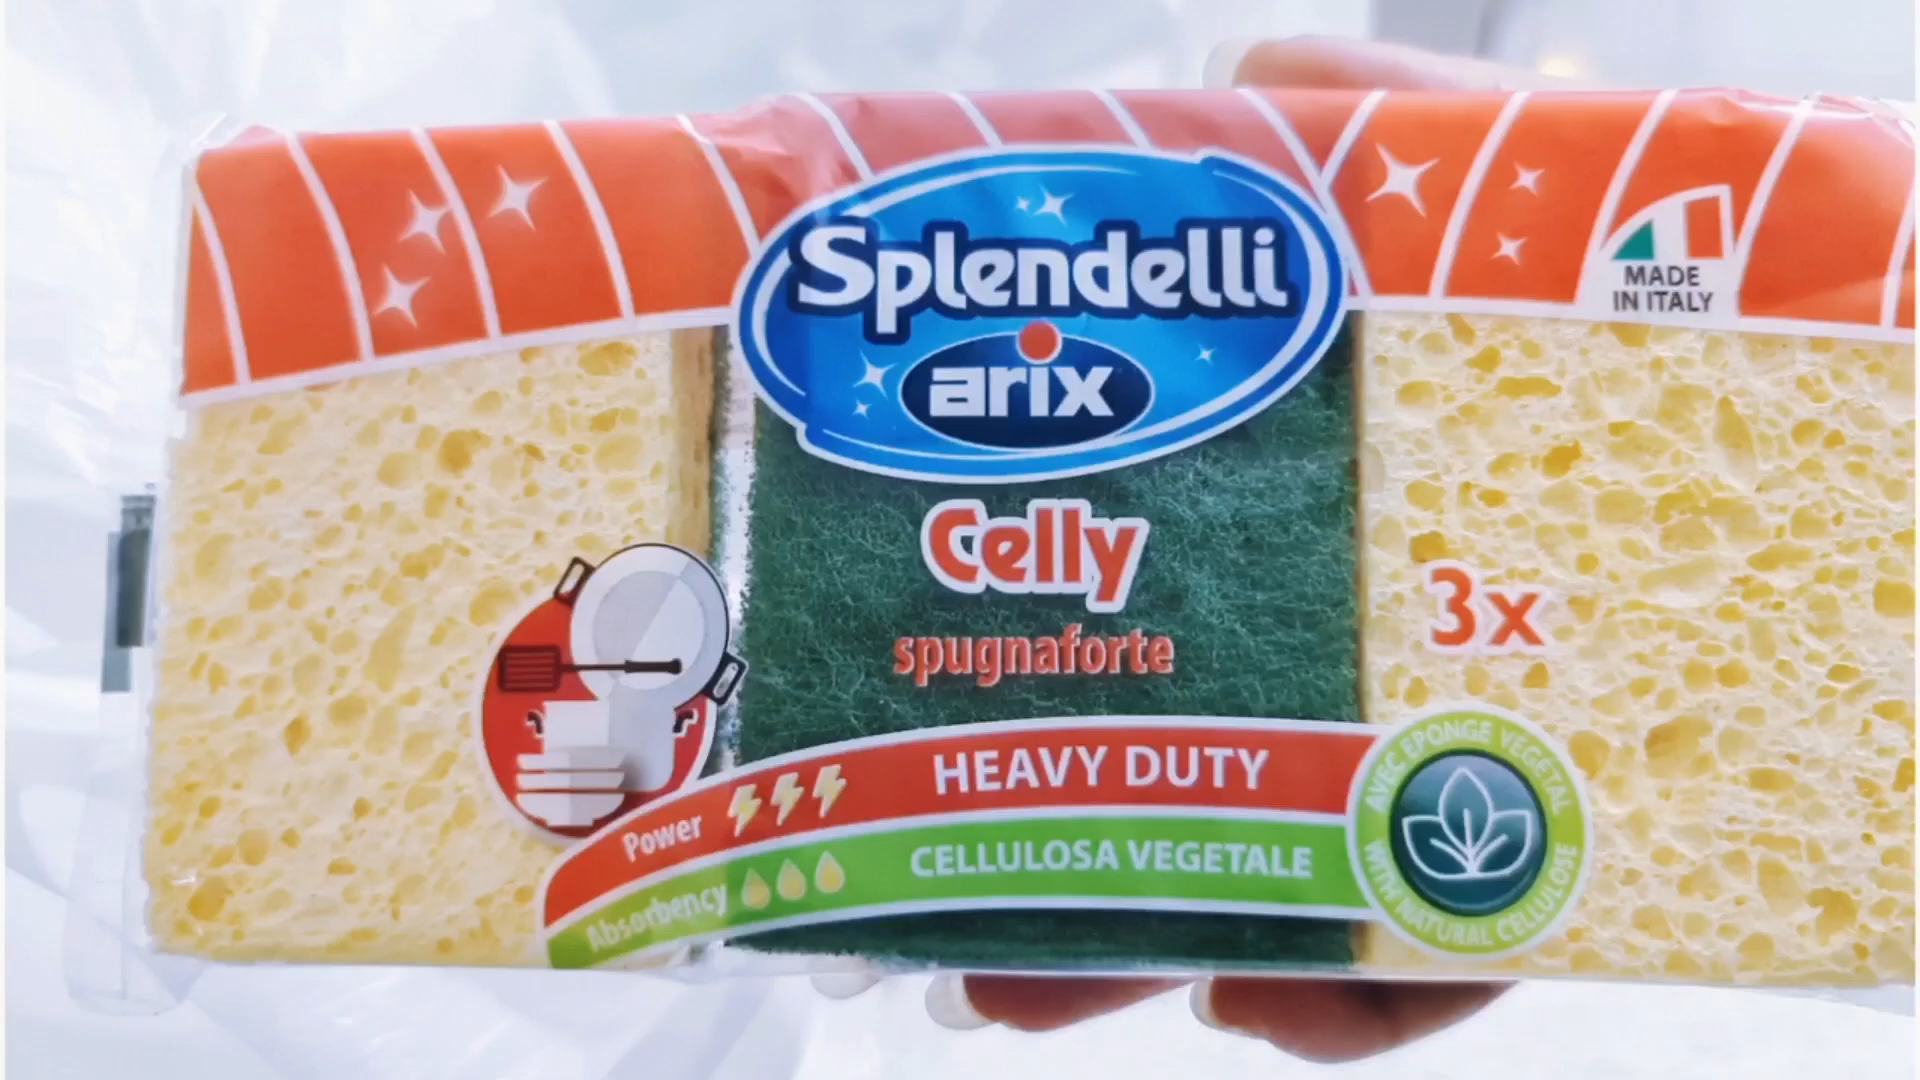 Splendelli
arix
MADE
IN ITALY
Celly
spugnaforte
3x
Power
HEAVY DUTY
Absorbency
CELLULOSA VEGETALE
AVEC EPONGE VEGETAL
WITH NATURAL CELLULOSE